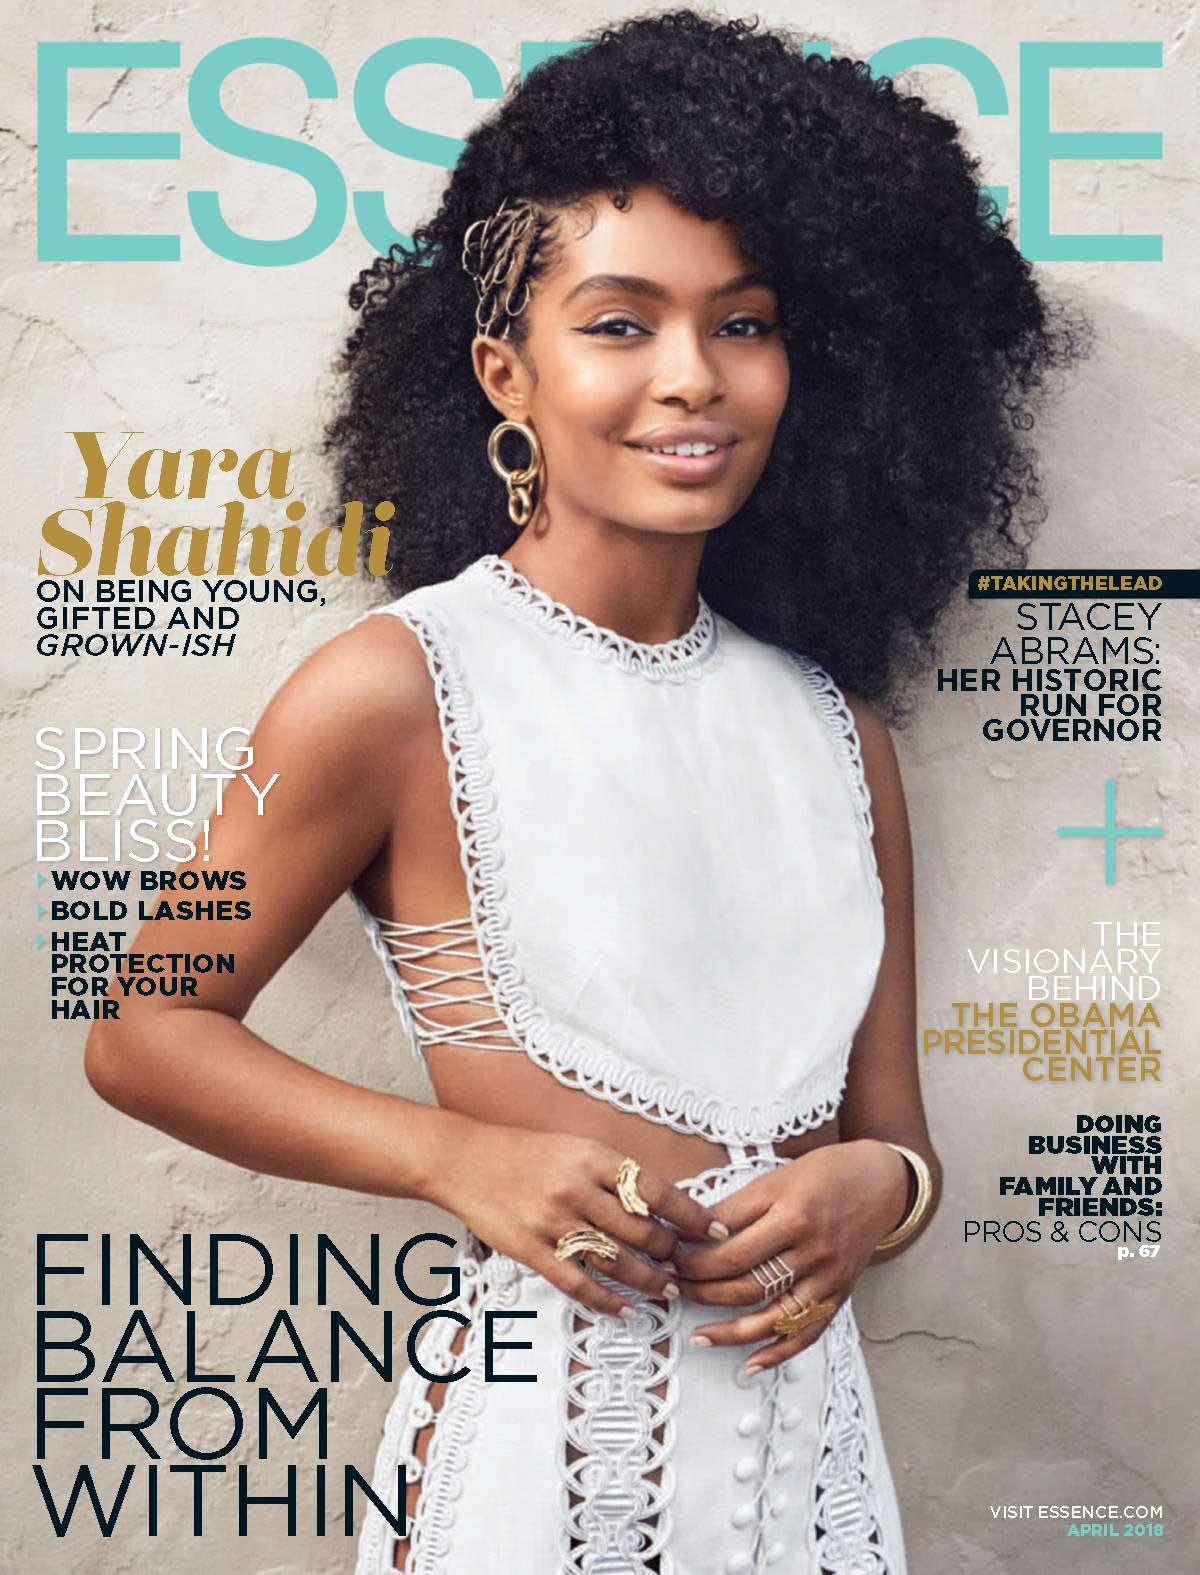 ESSENCE
Yara
Shahidi
ON BEING YOUNG,
GIFTED AND
GROWN-ISH
SPRING
BEAUTY
BLISS!
WOW BROWS
BOLD LASHES
HEAT
PROTECTION
FOR YOUR
HAIR
FINDING
BALANCE
FROM
WITHIN
#TAKINGTHELEAD
STACEY
ABRAMS:
HER HISTORIC
RUN FOR
GOVERNOR
+
THE
VISIONARY
BEHIND
THE OBAMA
PRESIDENTIAL
CENTER
DOING
BUSINESS
WITH
FAMILY AND
FRIENDS:
PROS & CONS
p. 67
VISIT ESSENCE.COM
APRIL 2018